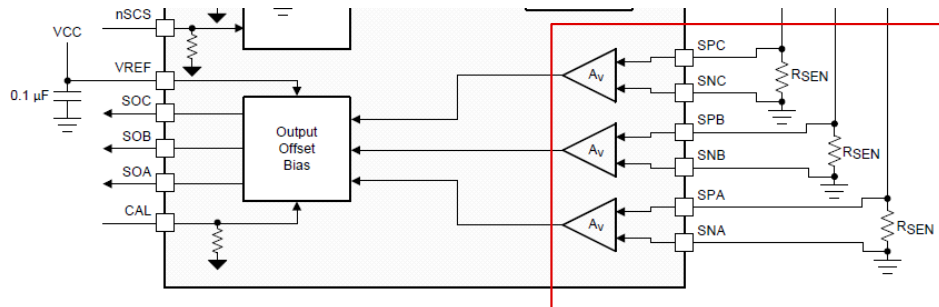 nSCS
VCC
VREF
0.1 µF
SOC
SOB
SOA
CAL
Output
Offset
Bias
AV
AV
AV
SPC
SNC
RSEN
SPB
SNB
RSEN
SPA
SNA
RSEN